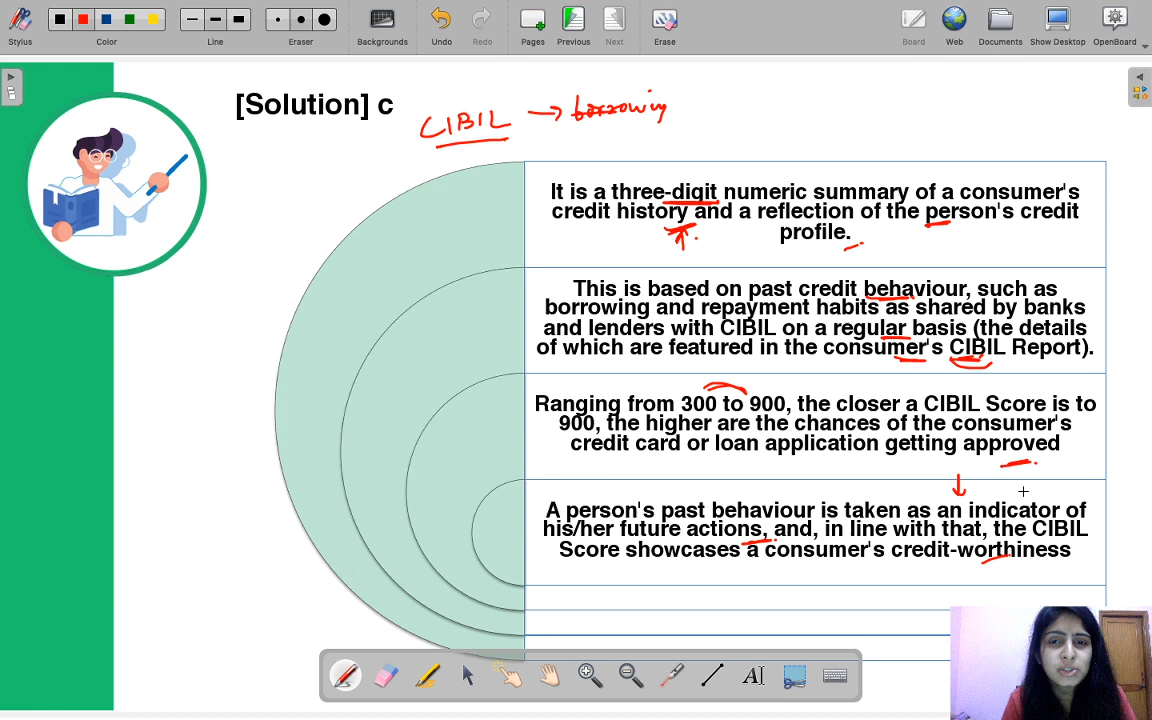 Stylus
Color
Line
Eraser
Backgrounds
Undo
Redo
Pages
Previous
Next
Erase
Board
Web
Documents
Show Desktop
OpenBoard
[Solution] c
CIBIL → borrowing
It is a three-digit numeric summary of a consumer's
credit history and a reflection of the person's credit
profile.
This is based on past credit behaviour, such as
borrowing and repayment habits as shared by banks
and lenders with CIBIL on a regular basis (the details
of which are featured in the consumer's CIBIL Report).
Ranging from 300 to 900, the closer a CIBIL Score is to
900, the higher are the chances of the consumer's
credit card or loan application getting approved
A person's past behaviour is taken as an indicator of
his/her future actions, and, in line with that, the CIBIL
Score showcases a consumer's credit-worthiness